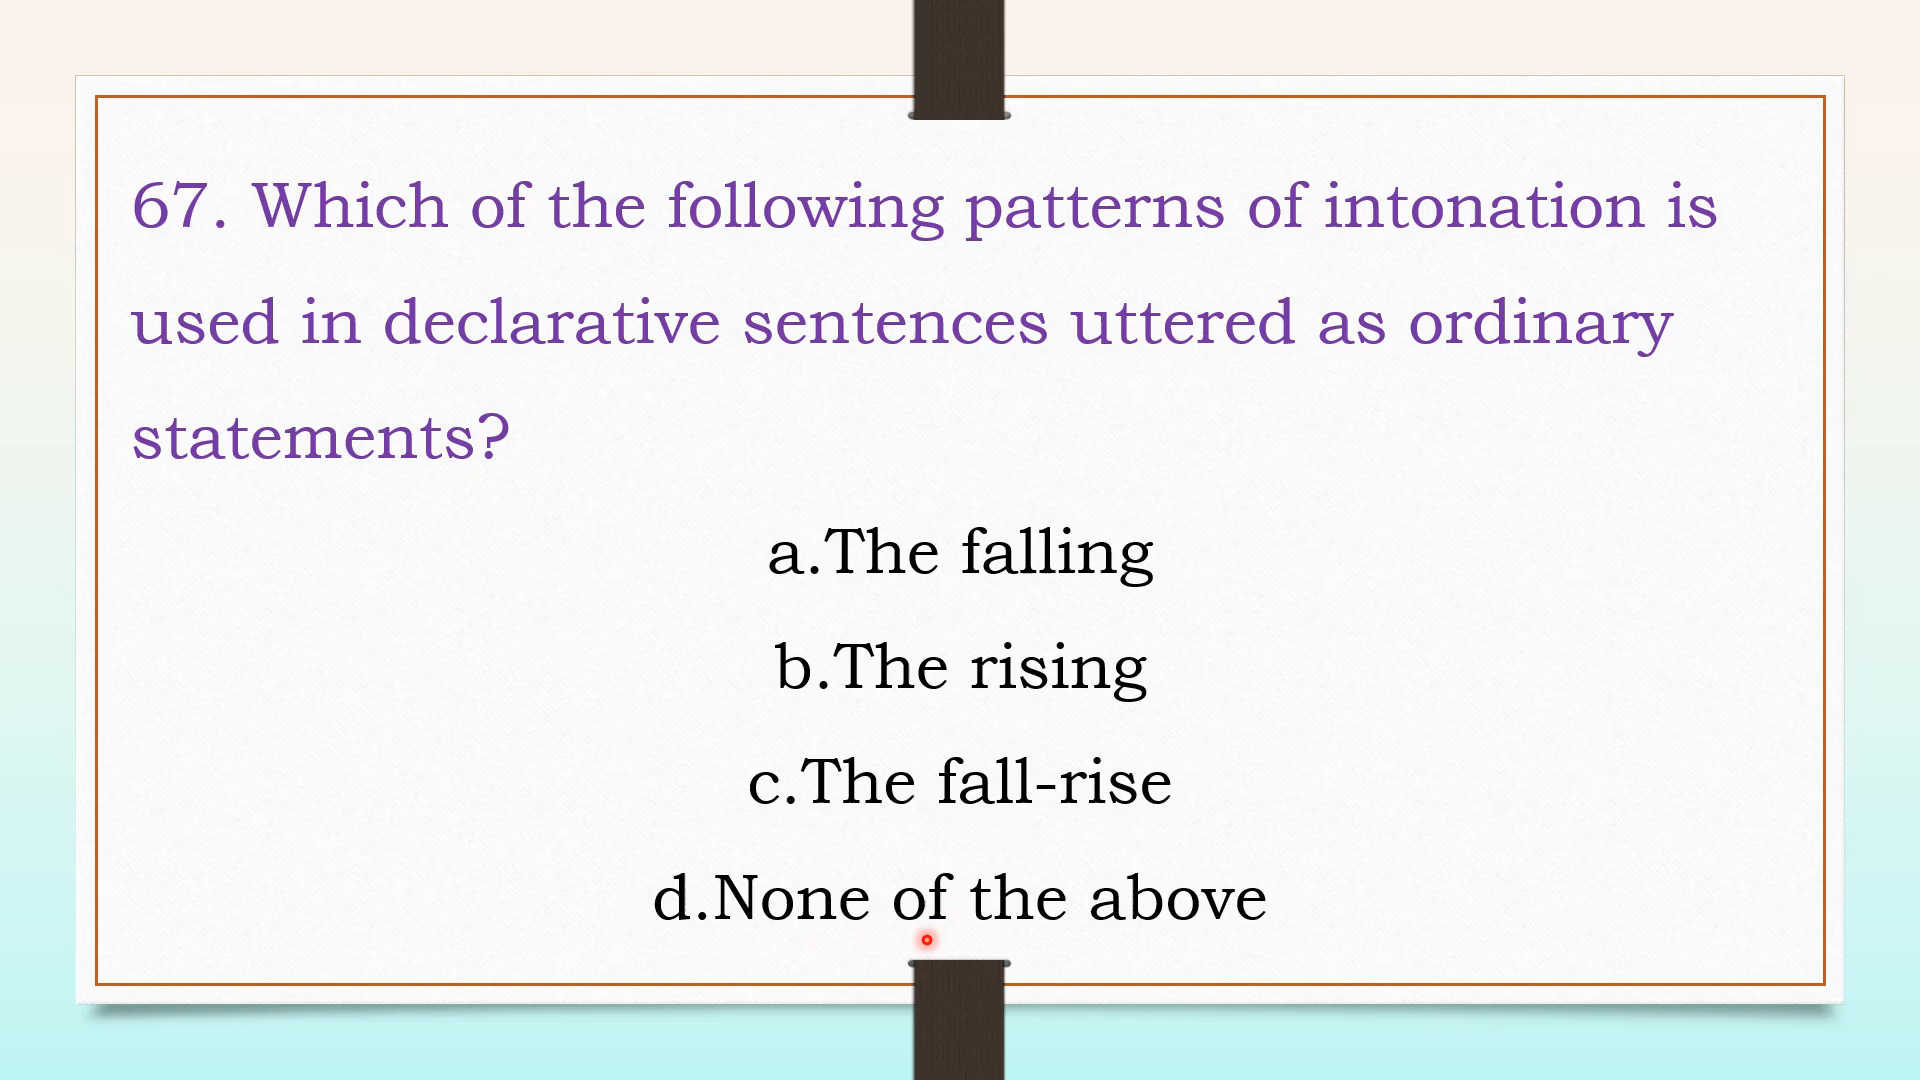 67. Which of the following patterns of intonation is
used in declarative sentences uttered as ordinary
statements?
a.The falling
b.The rising
c.The fall-rise
d.None of the above